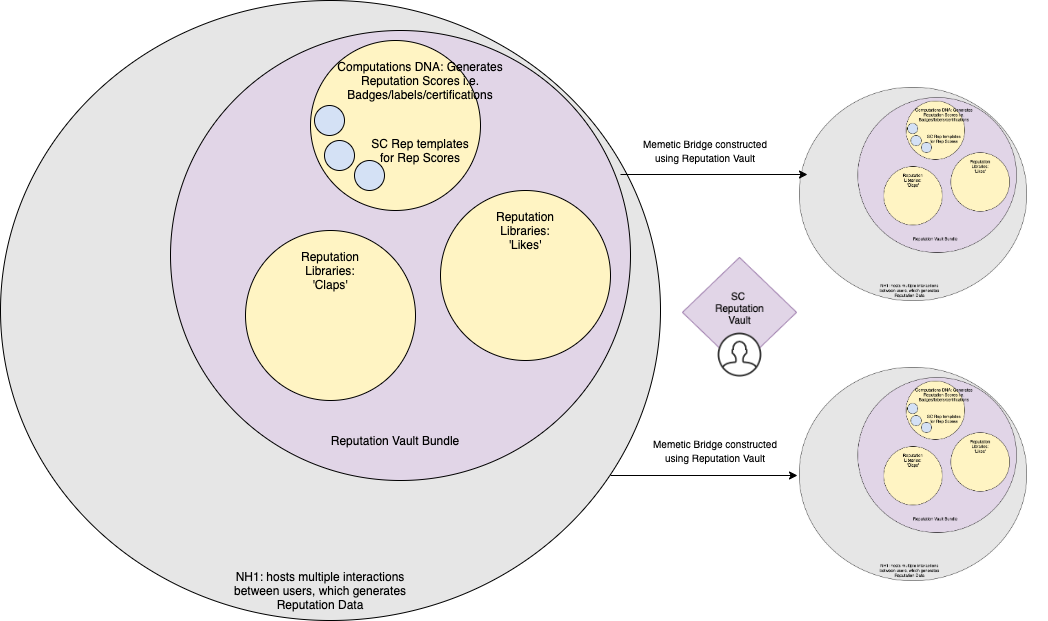 Computations DNA: Generates
Reputation Scores i.e.
Badges/labels/certifications
SC Rep templates
for Rep Scores
Reputation
Libraries:
'Likes'
Reputation
Libraries:
'Claps'
Reputation Vault Bundle
NH1: hosts multiple interactions
between users, which generates
Reputation Data
Memetic Bridge constructed
using Reputation Vault
SC
Reputation
Vault
Memetic Bridge constructed
using Reputation Vault
Computations DNA: Generates
Reputation Scores i.e.
Badges/labels/certifications
SC Rep templates
for Rep Scores
Reputation
Libraries:
'Likes'
Reputation
Libraries:
'Claps'
Reputation Vault Bundle
NH1: hosts multiple interactions
between users, which generates
Reputation Data
Computations DNA: Generates
Reputation Scores i.e.
Badges/labels/certifications
SC Rep templates
for Rep Scores
Reputation
Libraries:
'Likes'
Reputation
Libraries:
'Claps'
Reputation Vault Bundle
NH1: hosts multiple interactions
between users, which generates
Reputation Data